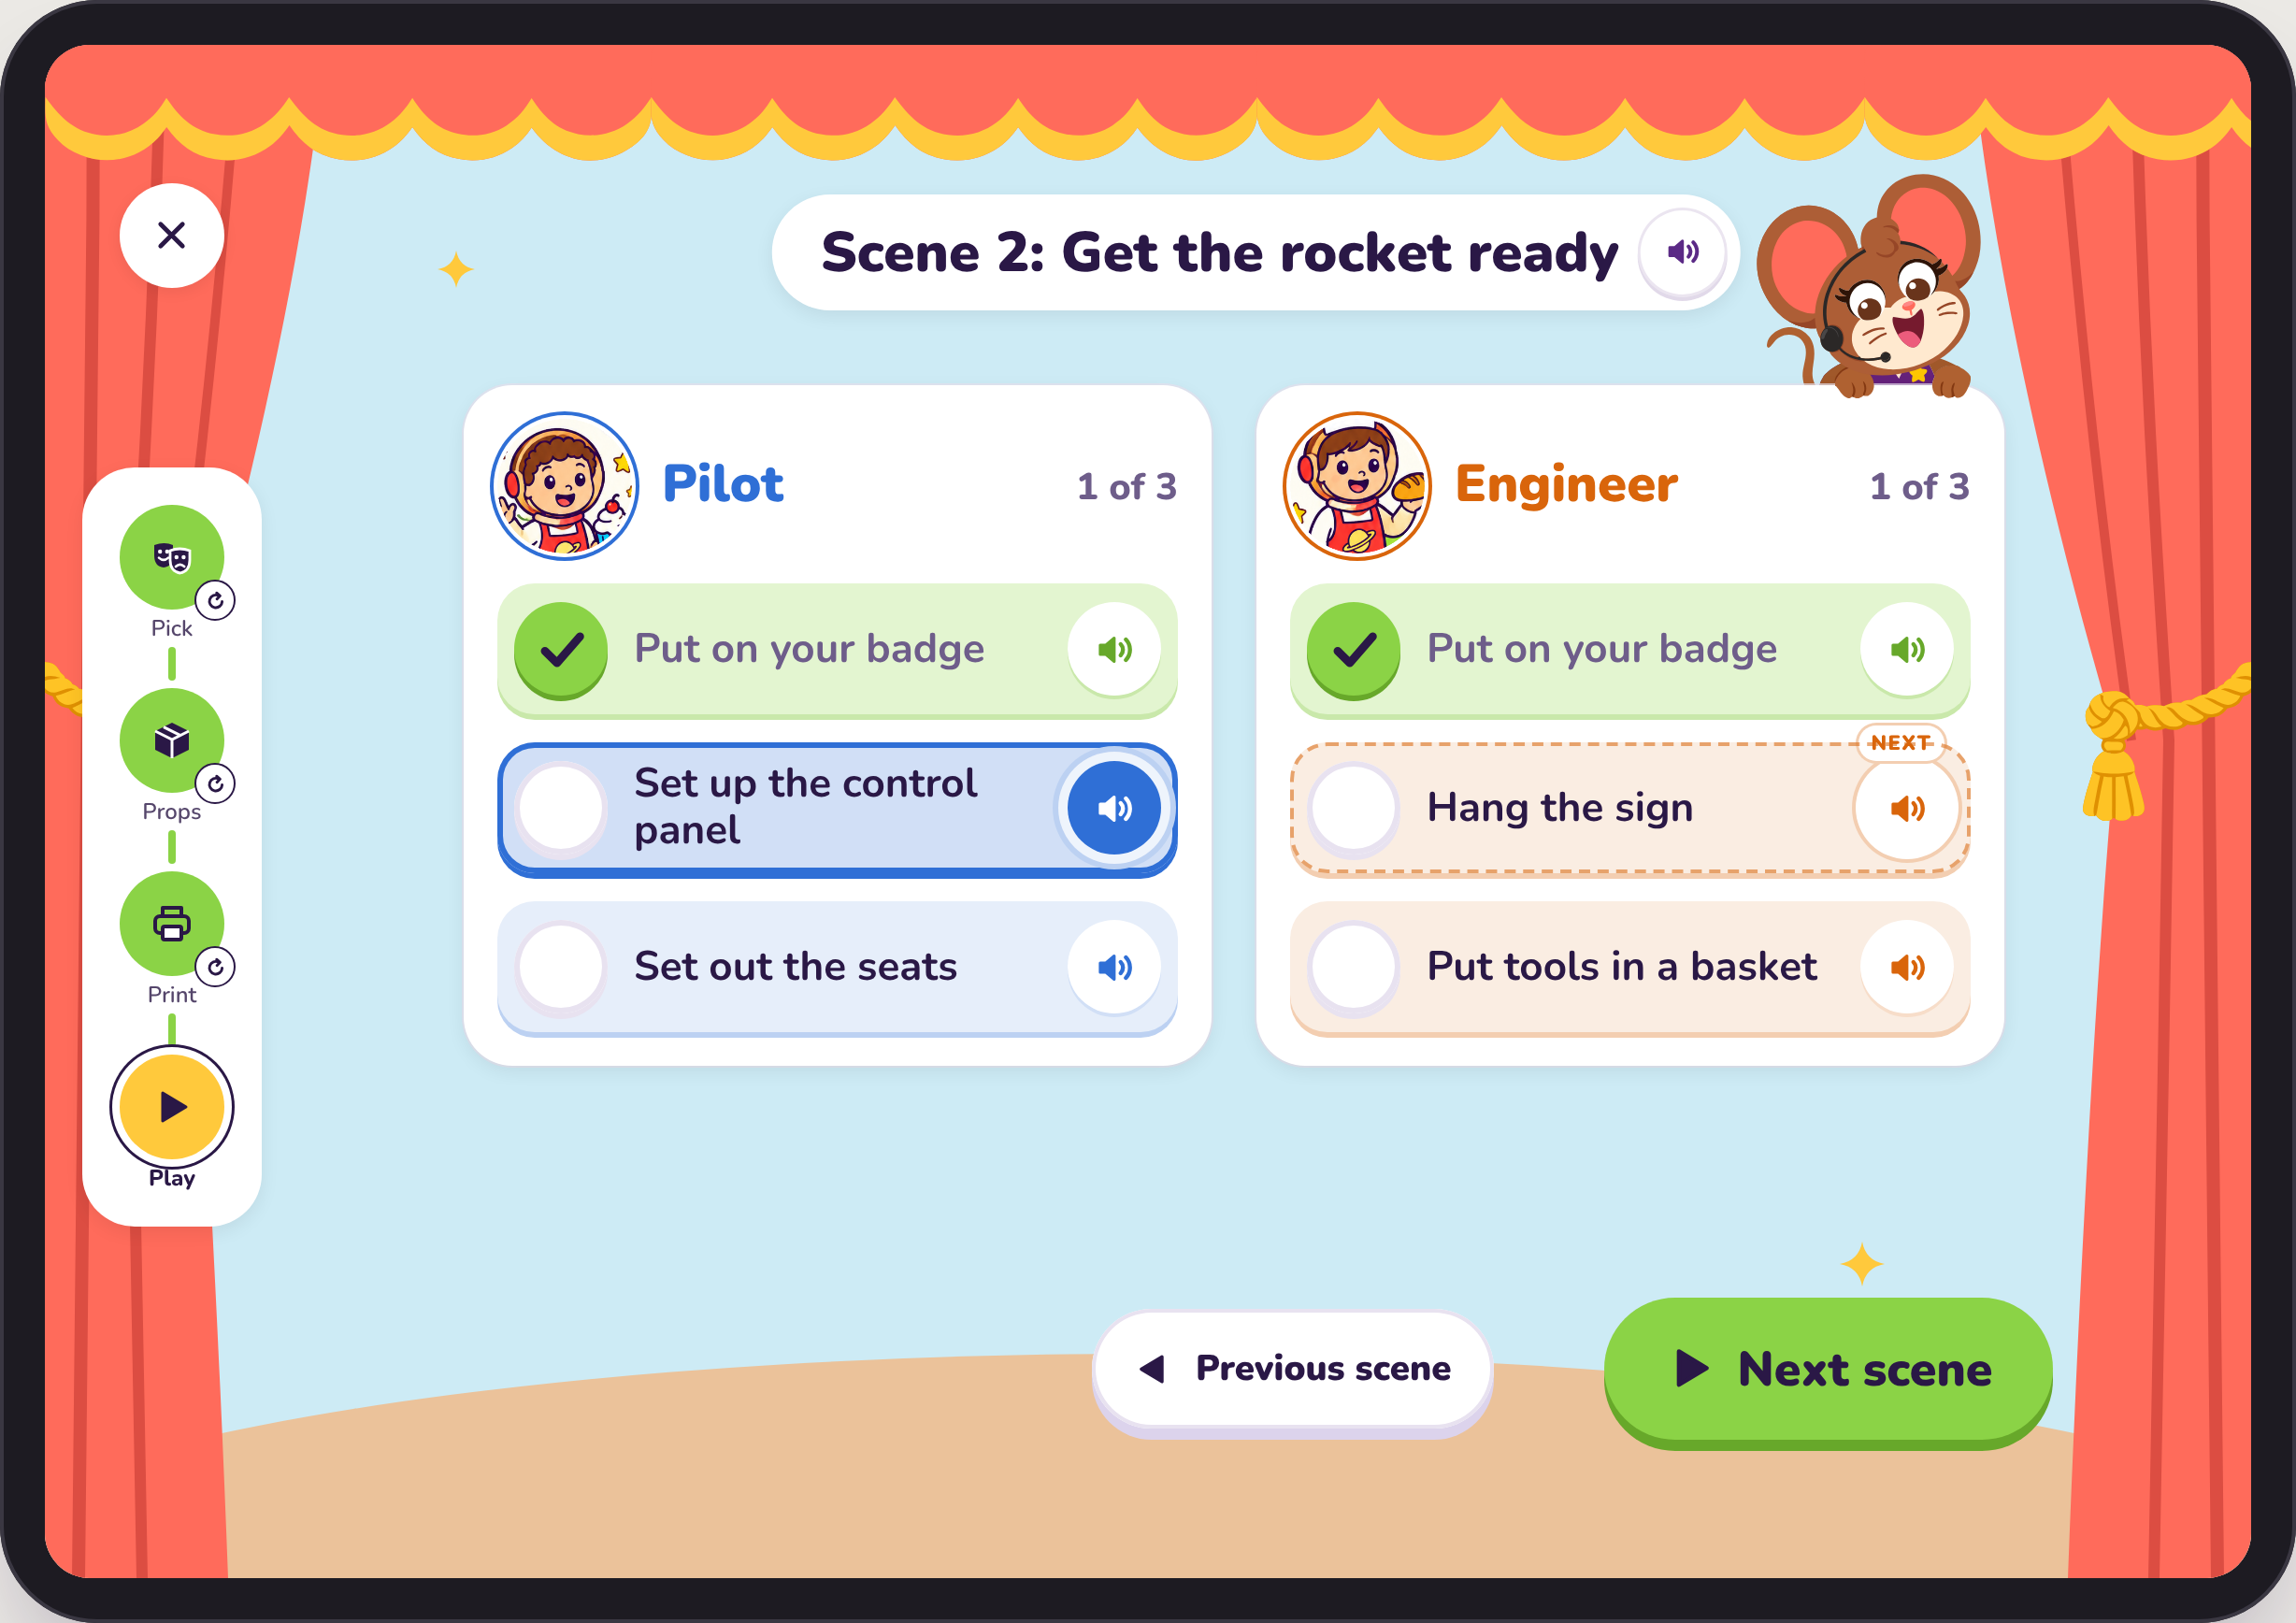 Scene 2: Get the rocket ready
Pick
Props
Print
Play
Pilot
1 of 3
Put on your badge
Set up the control
panel
Set out the seats
Engineer
1 of 3
Put on your badge
NEXT
Hang the sign
Put tools in a basket
Previous scene
Next scene